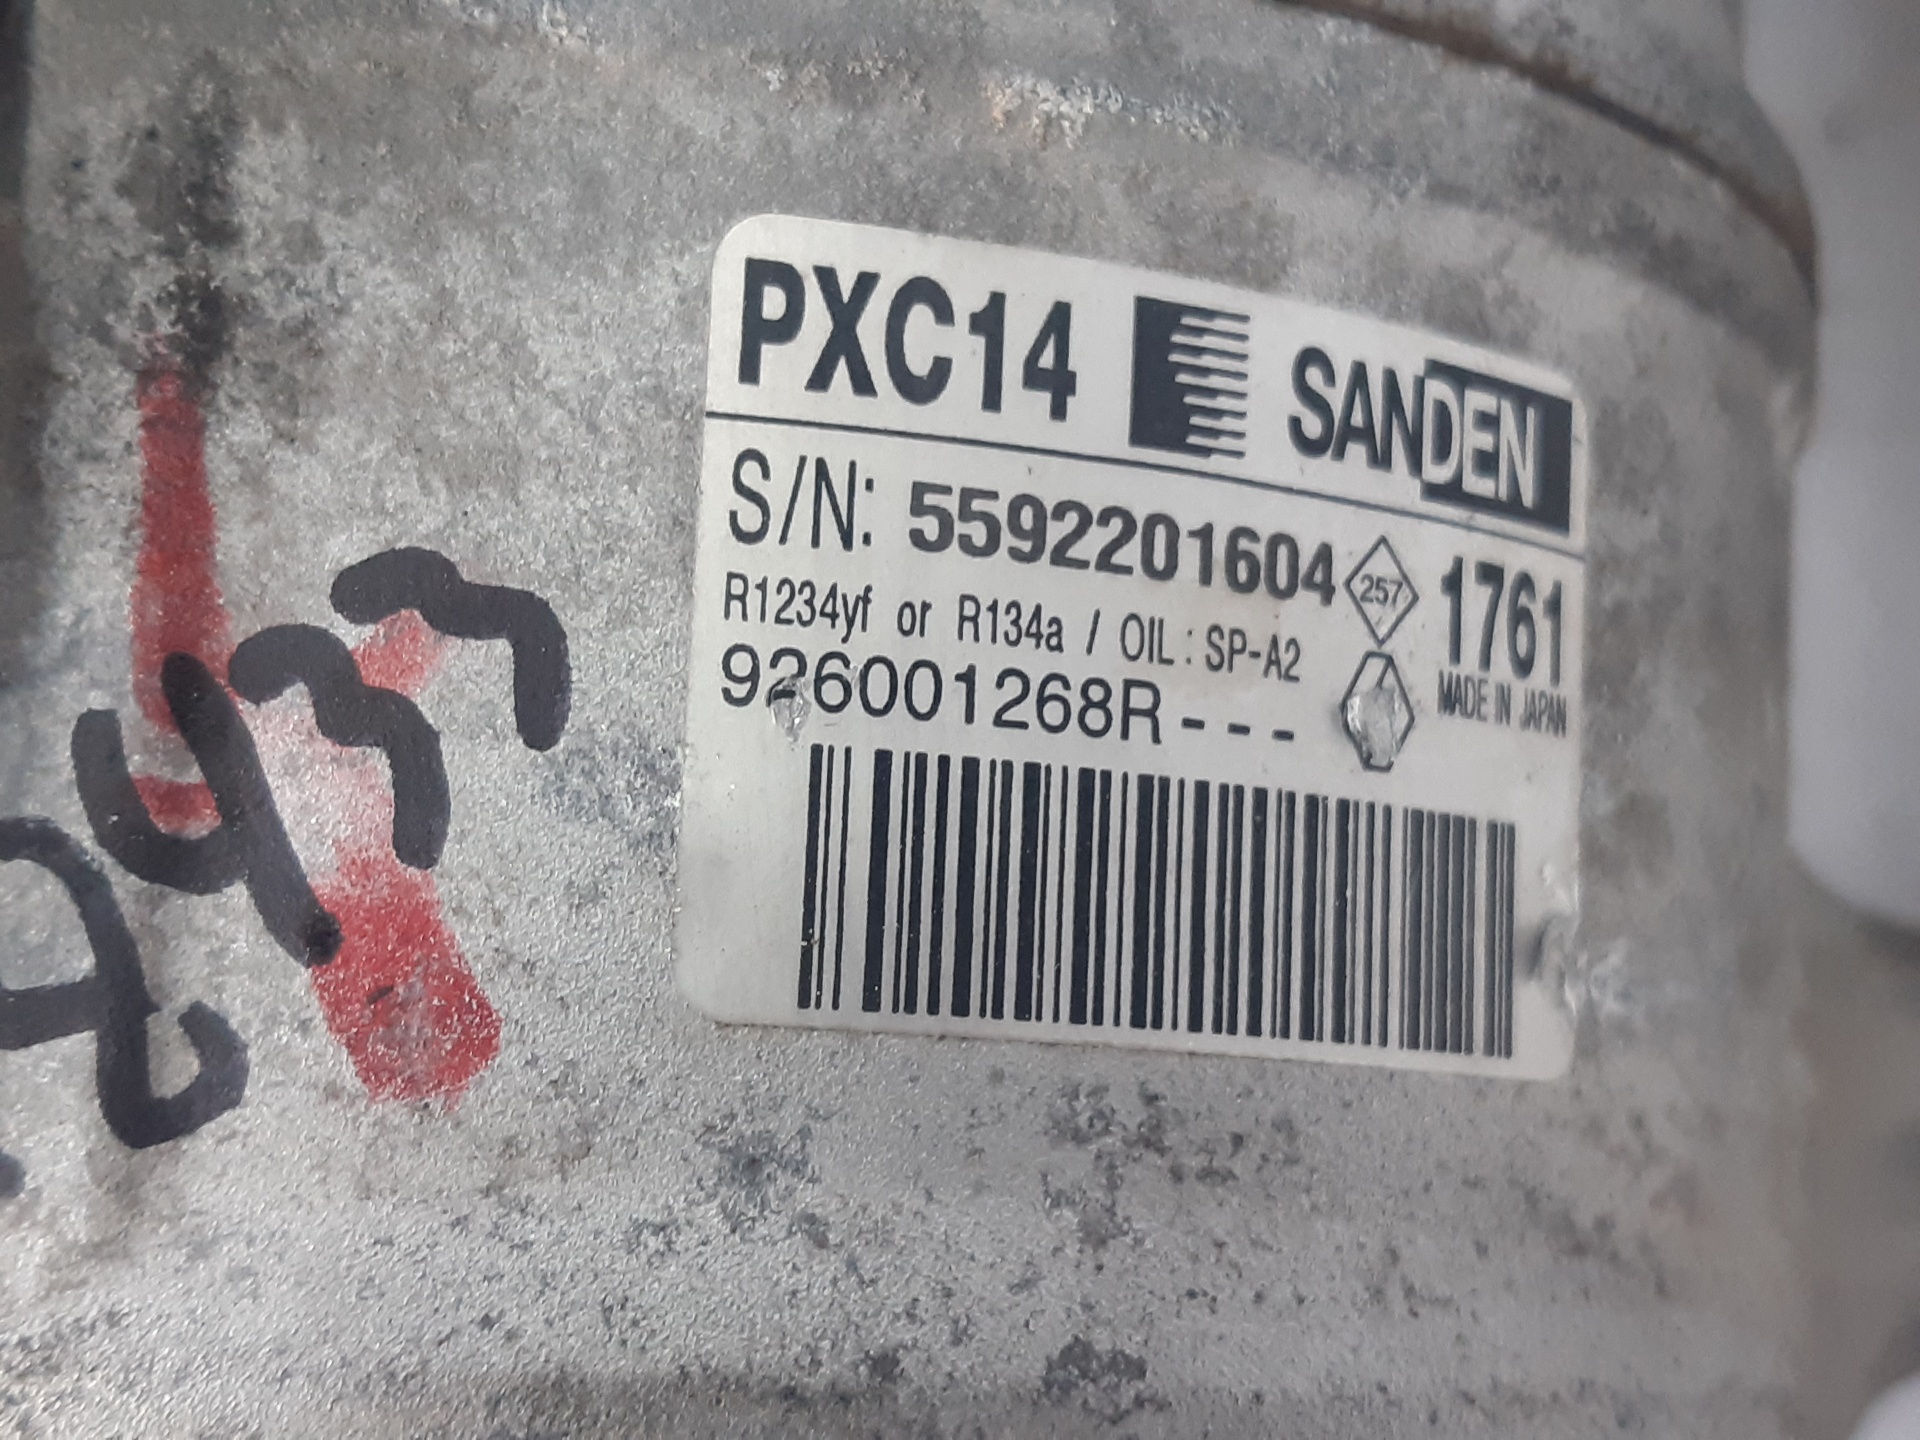 PXC14 SANDEN
S/N: 5592201604 257 1761
R1234yf or R134a / OIL : SP-A2
MADE IN JAPAN
926001268R---